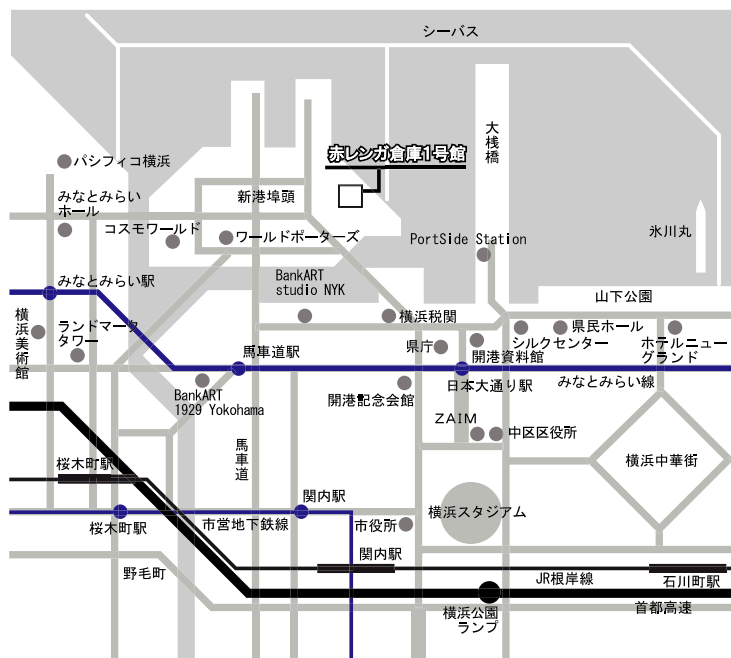 シーバス
大桟橋
赤レンガ倉庫1号館
パシフィコ横浜
みなとみらい
ホール
新港埠頭
コスモワールド
ワールドポーターズ
PortSide Station
氷川丸
みなとみらい駅
BankART
studio NYK
山下公園
横浜美術館
ランドマーク
タワー
横浜税関
県庁
開港資料館
シルクセンター
県民ホール
ホテルニュー
グランド
馬車道駅
日本大通り駅
みなとみらい線
BankART
1929 Yokohama
開港記念会館
ZAIM
中区区役所
馬車道
横浜中華街
桜木町駅
桜木町駅
市営地下鉄線
関内駅
市役所
横浜スタジアム
野毛町
関内駅
JR根岸線
石川町駅
横浜公園
ランプ
首都高速